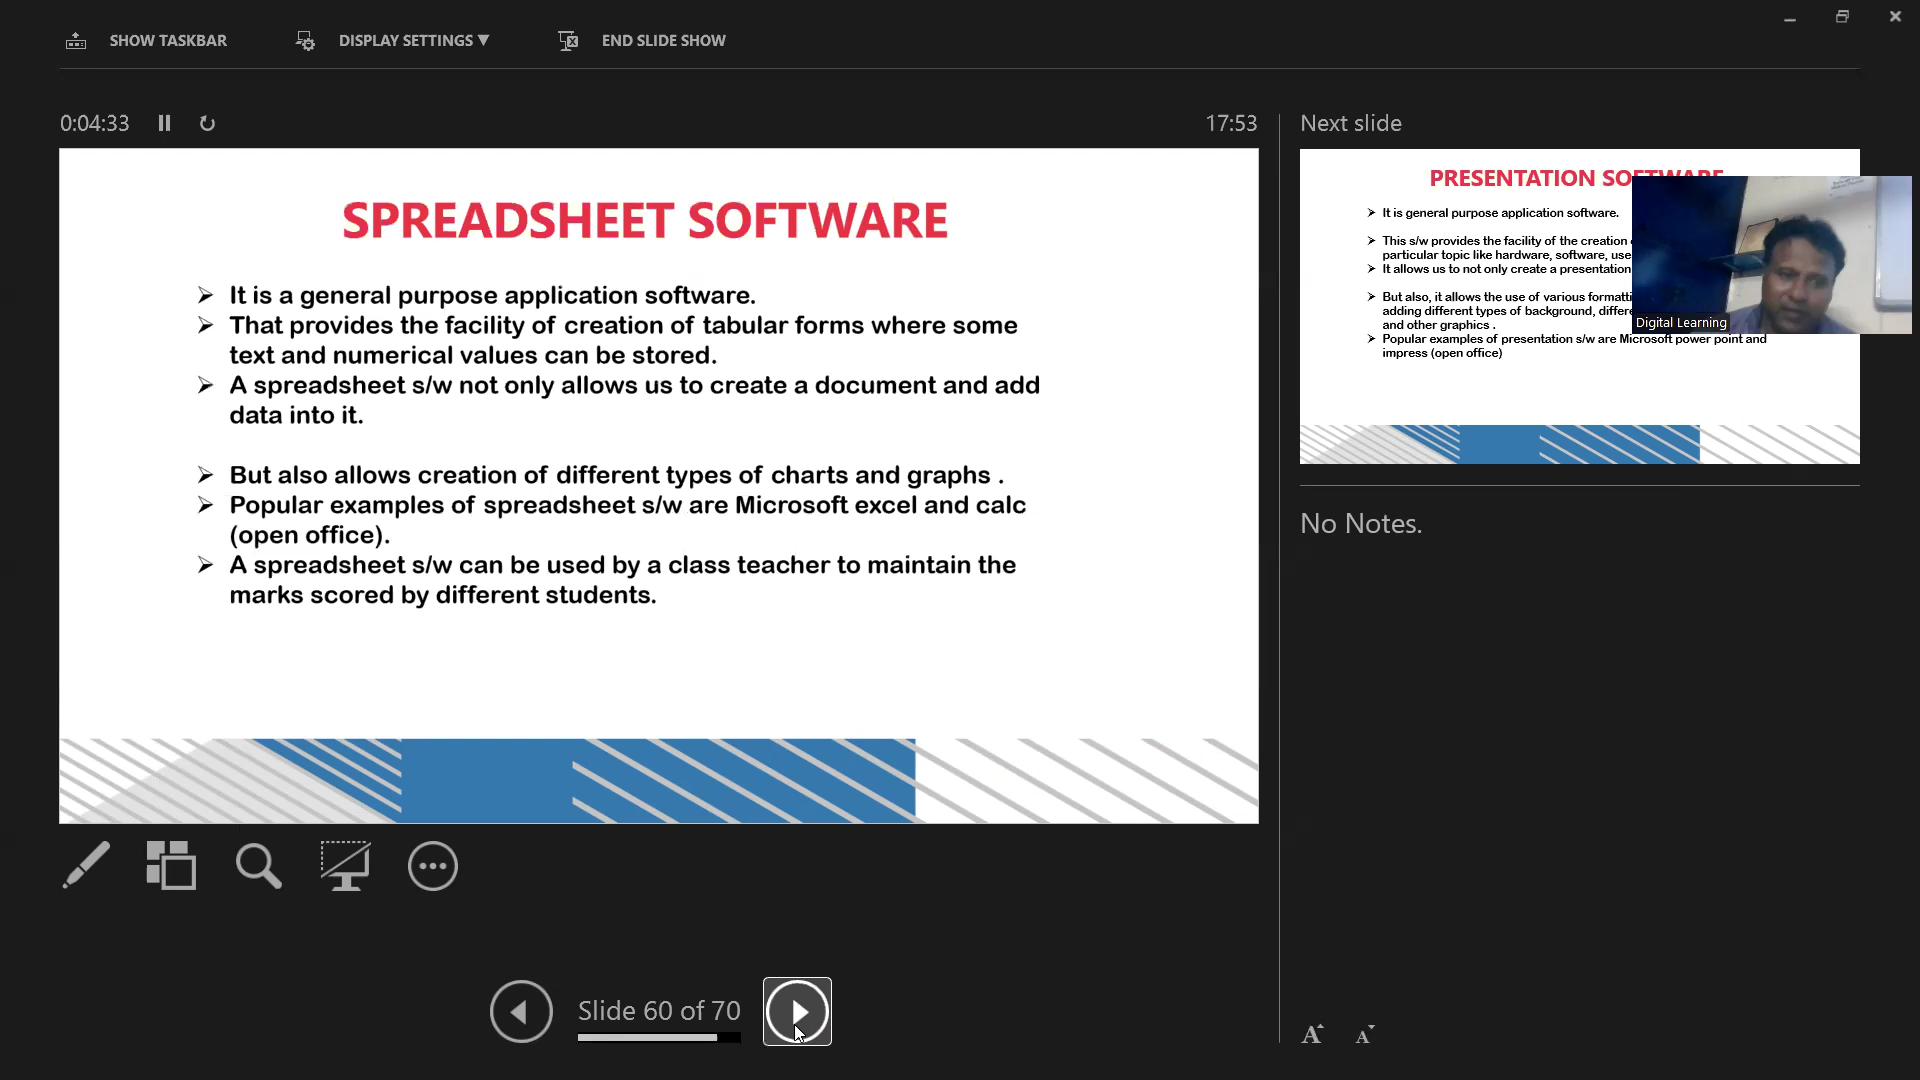 SHOW TASKBAR
DISPLAY SETTINGS ▼
END SLIDE SHOW
0:04:33
17:53
Next slide
SPREADSHEET SOFTWARE
➢ It is a general purpose application software.
➢ That provides the facility of creation of tabular forms where some
text and numerical values can be stored.
➢ A spreadsheet s/w not only allows us to create a document and add
data into it.
➢ But also allows creation of different types of charts and graphs .
➢ Popular examples of spreadsheet s/w are Microsoft excel and calc
(open office).
➢ A spreadsheet s/w can be used by a class teacher to maintain the
marks scored by different students.
PRESENTATION SOFTWARE
➢ It is general purpose application software.
➢ This s/w provides the facility of the creation
particular topic like hardware, software, use
➢ It allows us to not only create a presentation
➢ But also, it allows the use of various
adding different types of background,
and other graphics .
➢ Popular examples of presentation s/w are Microsoft power point and
impress (open office)
Digital Learning
No Notes.
Slide 60 of 70
A A